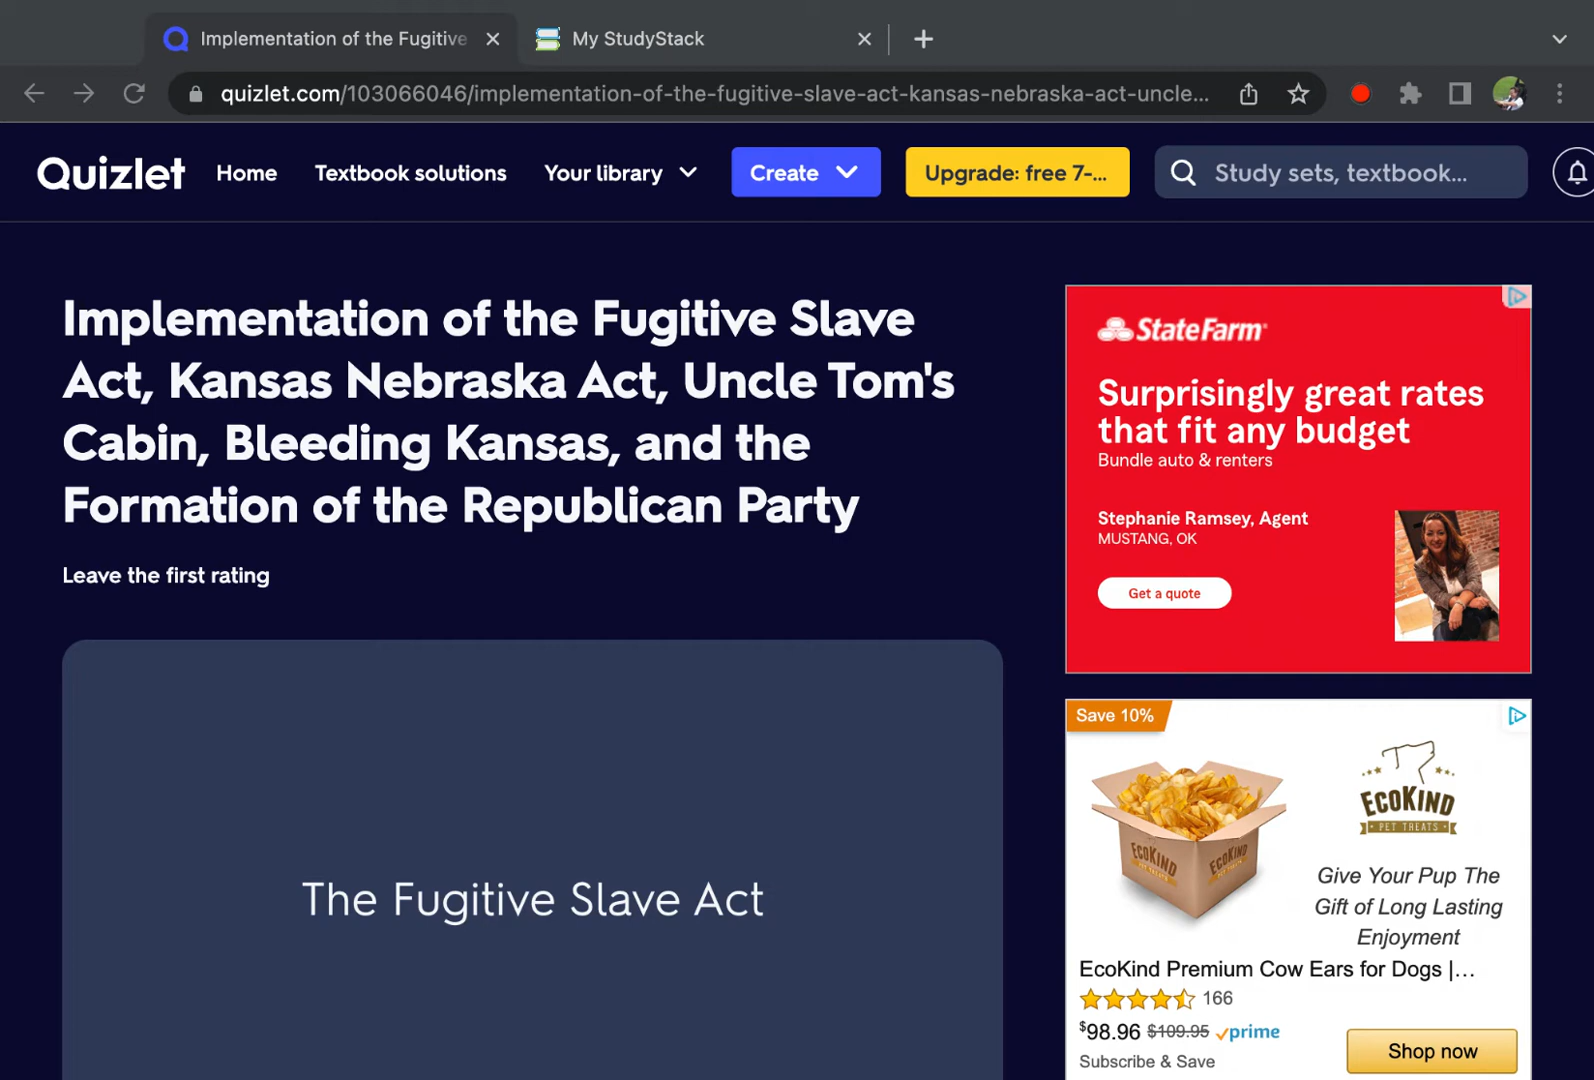 Implementation of the Fugitive
My StudyStack
quizlet.com/103066046/implementation-of-the-fugitive-slave-act-kansas-nebraska-act-uncle...
Quizlet
Home
Textbook solutions
Your library
Create
Upgrade: free 7-...
Study sets, textbook...
Implementation of the Fugitive Slave
Act, Kansas Nebraska Act, Uncle Tom's
Cabin, Bleeding Kansas, and the
Formation of the Republican Party
Leave the first rating
The Fugitive Slave Act
StateFarm
Surprisingly great rates
that fit any budget
Bundle auto & renters
Stephanie Ramsey, Agent
MUSTANG, OK
Get a quote
Save 10%
ECOKIND
ECOKIND
ECOKIND
PET TREATS
Give Your Pup The
Gift of Long Lasting
Enjoyment
EcoKind Premium Cow Ears for Dogs |...
166
$98.96 $109.95 prime
Subscribe & Save
Shop now